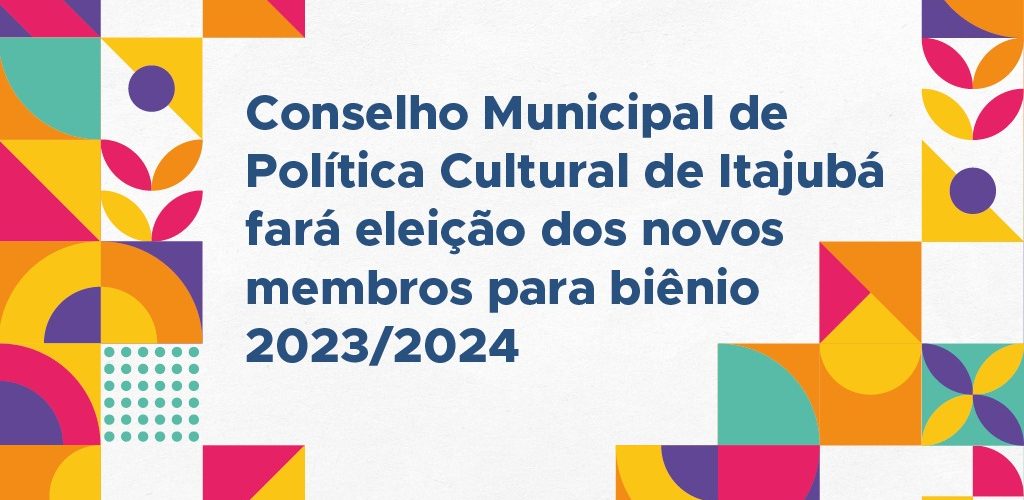 Conselho Municipal de
Política Cultural de Itajubá
fará eleição dos novos
membros para biênio
2023/2024